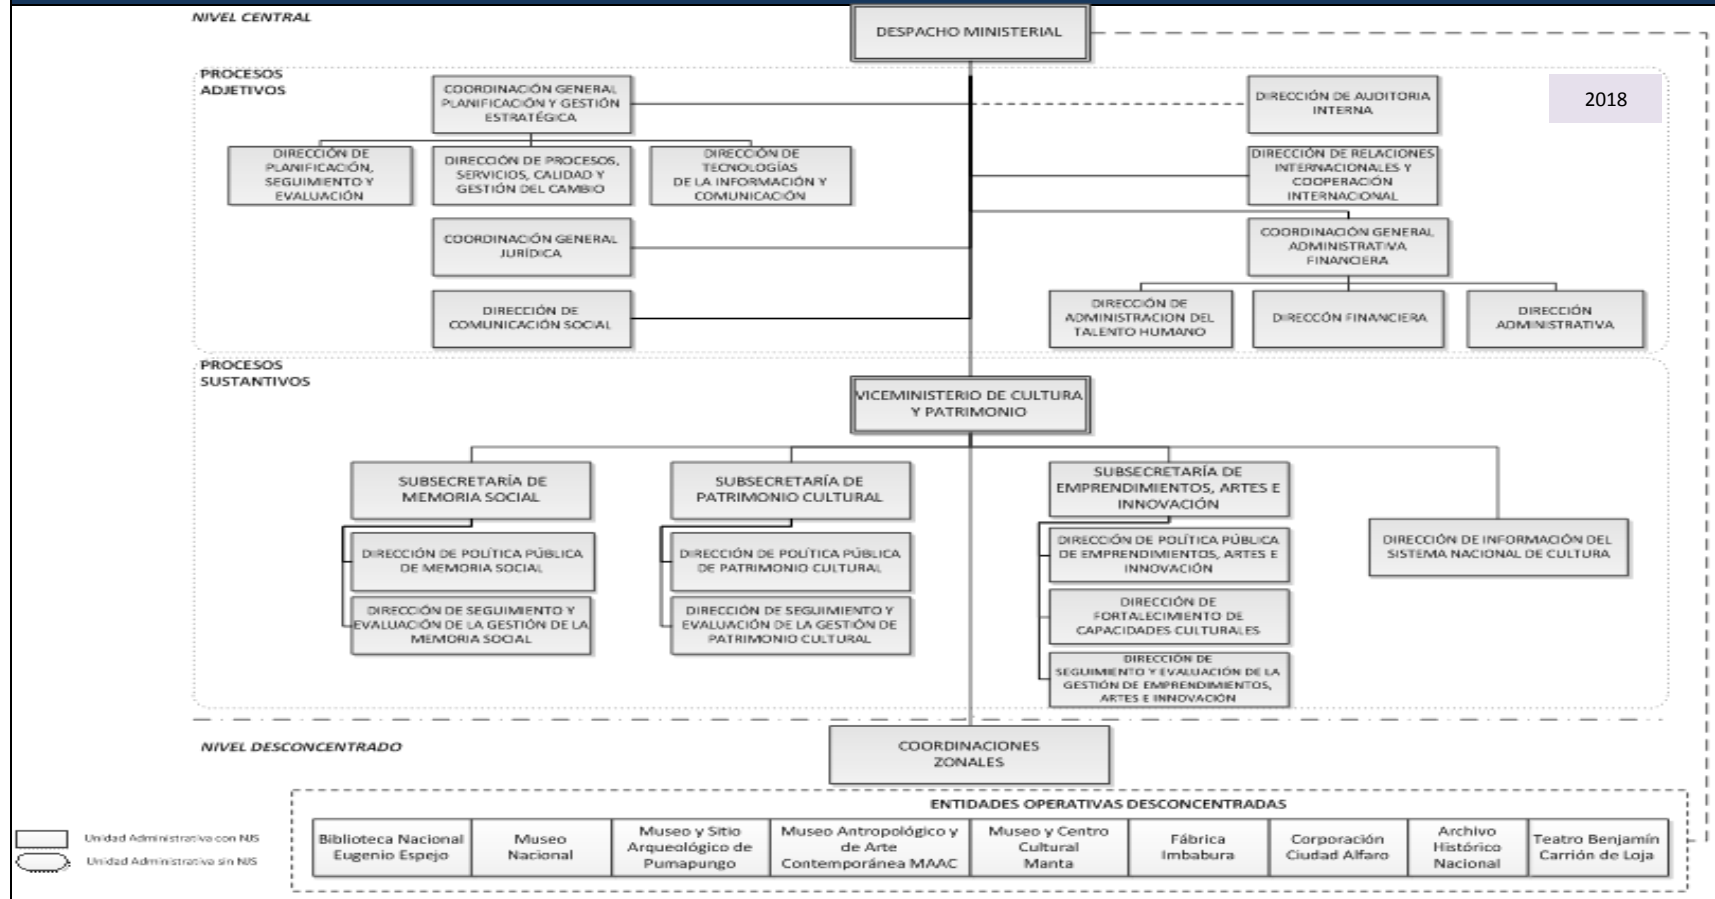 NIVEL CENTRAL
DESPACHO MINISTERIAL
PROCESOS
ADJETIVOS
COORDINACIÓN GENERAL
PLANIFICACIÓN Y GESTIÓN
ESTRATÉGICA
DIRECCIÓN DE AUDITORIA
INTERNA
2018
DIRECCIÓN DE
PLANIFICACIÓN,
SEGUIMIENTO Y
EVALUACIÓN
DIRECCIÓN DE PROCESOS,
SERVICIOS, CALIDAD Y
GESTIÓN DEL CAMBIO
DIRECCIÓN DE
TECNOLOGÍAS
DE LA INFORMACIÓN Y
COMUNICACIÓN
DIRECCIÓN DE RELACIONES
INTERNACIONALES Y
COOPERACIÓN
INTERNACIONAL
COORDINACIÓN GENERAL
JURÍDICA
COORDINACIÓN GENERAL
ADMINISTRATIVA
FINANCIERA
DIRECCIÓN DE
COMUNICACIÓN SOCIAL
DIRECCIÓN DE
ADMINISTRACION DEL
TALENTO HUMANO
DIRECCÓN FINANCIERA
DIRECCIÓN
ADMINISTRATIVA
PROCESOS
SUSTANTIVOS
VICEMINISTERIO DE CULTURA
Y PATRIMONIO
SUBSECRETARÍA DE
MEMORIA SOCIAL
SUBSECRETARÍA DE
PATRIMONIO CULTURAL
SUBSECRETARÍA DE
EMPRENDIMIENTOS, ARTES E
INNOVACIÓN
DIRECCIÓN DE INFORMACIÓN DEL
SISTEMA NACIONAL DE CULTURA
DIRECCIÓN DE POLÍTICA PÚBLICA
DE MEMORIA SOCIAL
DIRECCIÓN DE POLÍTICA PÚBLICA
DE PATRIMONIO CULTURAL
DIRECCIÓN DE POLÍTICA PÚBLICA
DE EMPRENDIMIENTOS, ARTES E
INNOVACIÓN
DIRECCIÓN DE SEGUIMIENTO Y
EVALUACIÓN DE LA GESTIÓN DE LA
MEMORIA SOCIAL
DIRECCIÓN DE SEGUIMIENTO Y
EVALUACIÓN DE LA GESTIÓN DE
PATRIMONIO CULTURAL
DIRECCIÓN DE
FORTALECIMIENTO DE
CAPACIDADES CULTURALES
DIRECCIÓN DE
SEGUIMIENTO Y EVALUACIÓN DE LA
GESTIÓN DE EMPRENDIMIENTOS,
ARTES E INNOVACIÓN
NIVEL DESCONCENTRADO
COORDINACIONES
ZONALES
ENTIDADES OPERATIVAS DESCONCENTRADAS
Biblioteca Nacional
Eugenio Espejo
Museo
Nacional
Museo y Sitio
Arqueológico de
Pumapungo
Museo Antropológico y
de Arte
Contemporánea MAAC
Museo y Centro
Cultural
Manta
Fábrica
Imbabura
Corporación
Ciudad Alfaro
Archivo
Histórico
Nacional
Teatro Benjamín
Carrión de Loja
Unidad Administrativa con NJS
Unidad Administrativa sin NJS